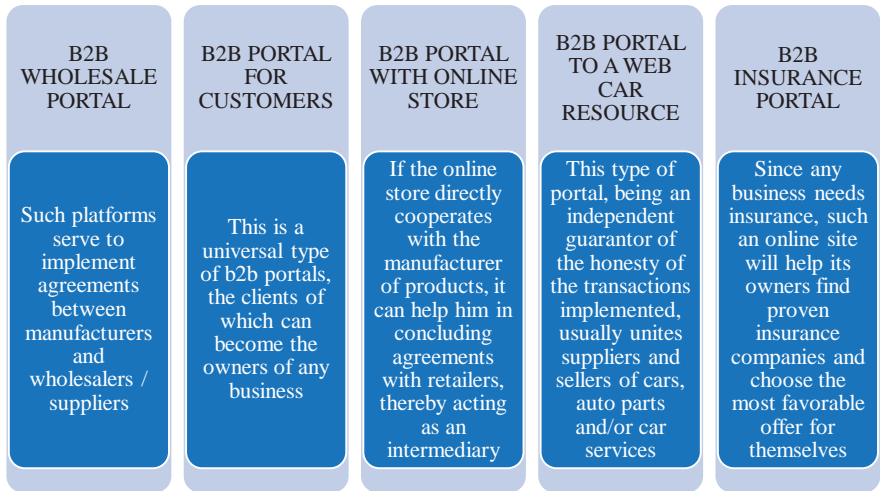 B2B
WHOLESALE
PORTAL
Such platforms
serve to
implement
agreements
between
manufacturers
and
wholesalers /
suppliers
B2B PORTAL
FOR
CUSTOMERS
This is a
universal type
of b2b portals,
the clients of
which can
become the
owners of any
business
B2B PORTAL
WITH ONLINE
STORE
If the online
store directly
cooperates
with the
manufacturer
of products, it
can help him in
concluding
agreements
with retailers,
thereby acting
as an
intermediary
B2B PORTAL
TO A WEB
CAR
RESOURCE
This type of
portal, being an
independent
guarantor of
the honesty of
the transactions
implemented,
usually unites
suppliers and
sellers of cars,
auto parts
and/or car
services
B2B
INSURANCE
PORTAL
Since any
business needs
insurance, such
an online site
will help its
owners find
proven
insurance
companies and
choose the
most favorable
offer for
themselves